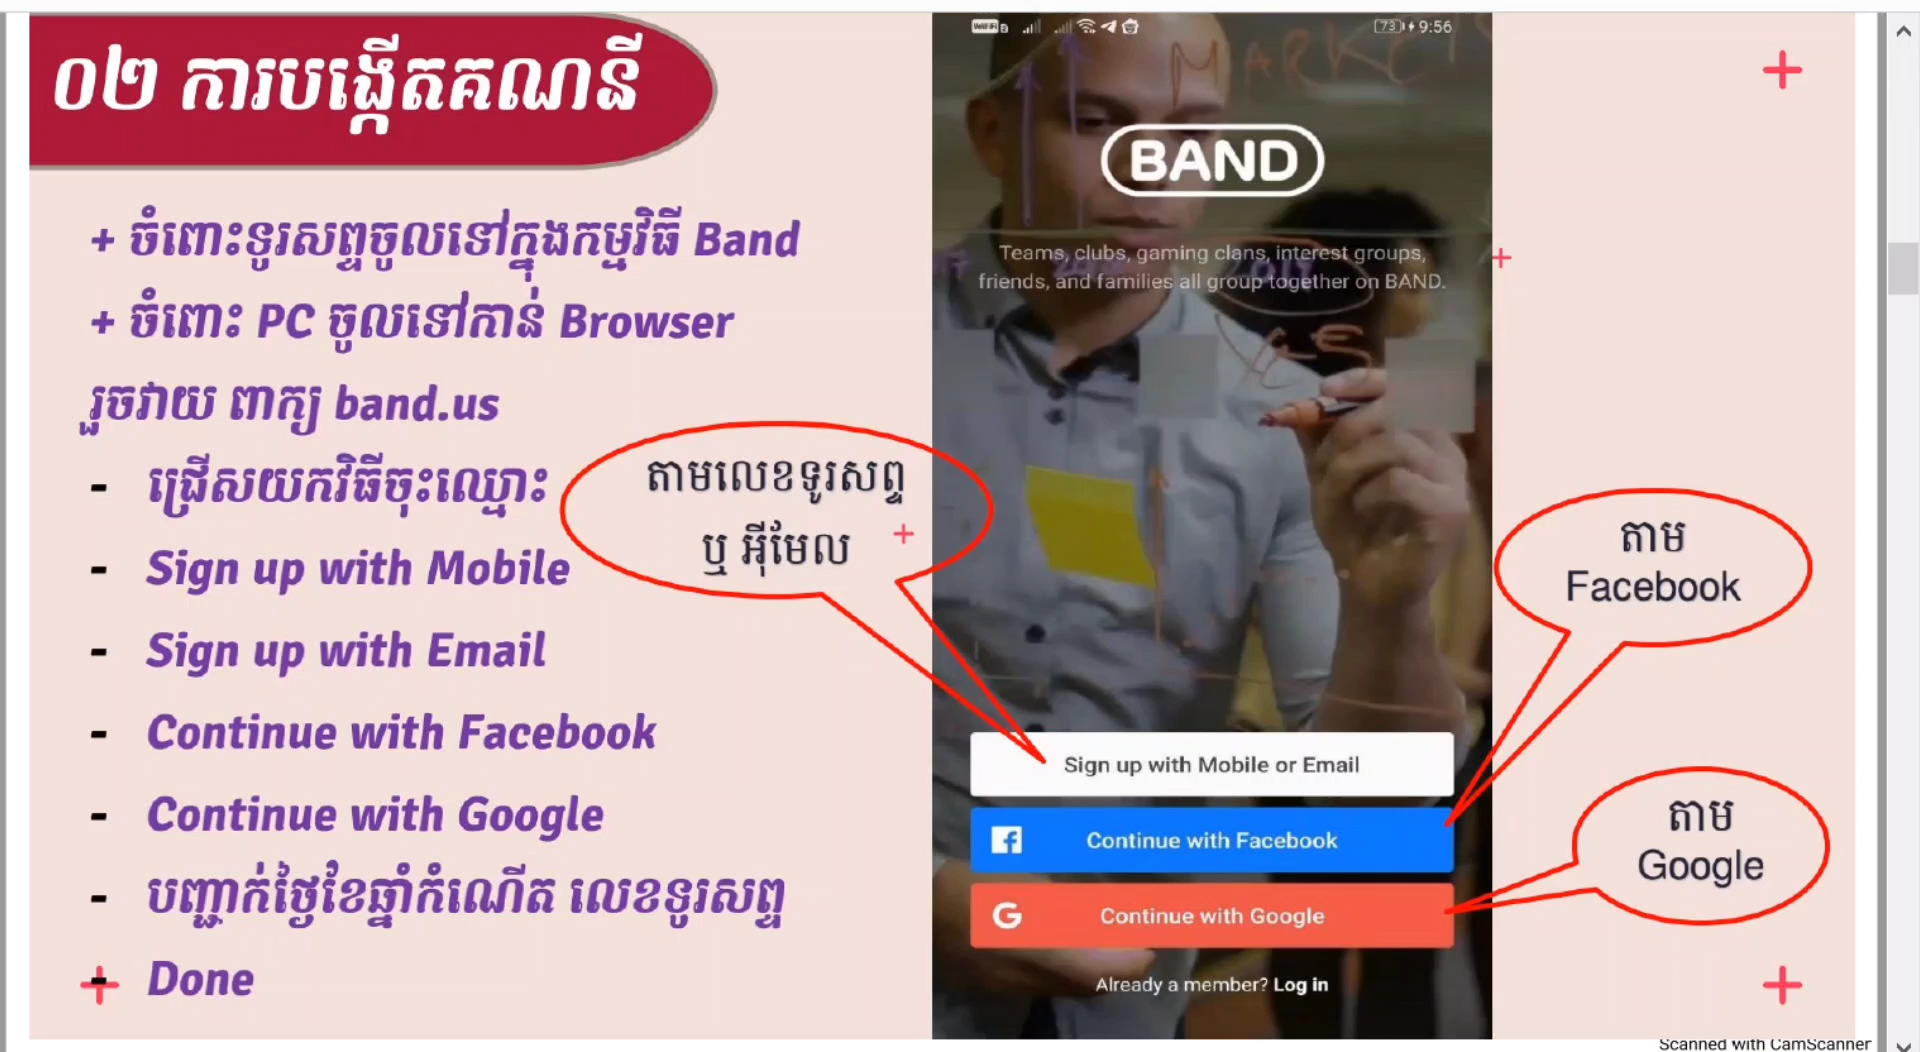 ០២ ការបង្កើតគណនី
+ ចំពោះទូរសព្ទចូលទៅក្នុងកម្មវិធី Band
+ ចំពោះ PC ចូលទៅកាន់ Browser
រួចវាយ ពាក្យ band.us
- ជ្រើសយកវិធីចុះឈ្មោះ
- Sign up with Mobile
- Sign up with Email
- Continue with Facebook
- Continue with Google
- បញ្ជាក់ថ្ងៃខែឆ្នាំកំណើត លេខទូរសព្ទ
- Done
តាមលេខទូរសព្ទ
ឬ អ៊ីមែល
73 9:56
MARKET
BAND
Teams, clubs, gaming clans, interest groups,
friends, and families all group together on BAND.
Sign up with Mobile or Email
Continue with Facebook
Continue with Google
Already a member? Log in
តាម
Facebook
តាម
Google
Scanned with CamScanner